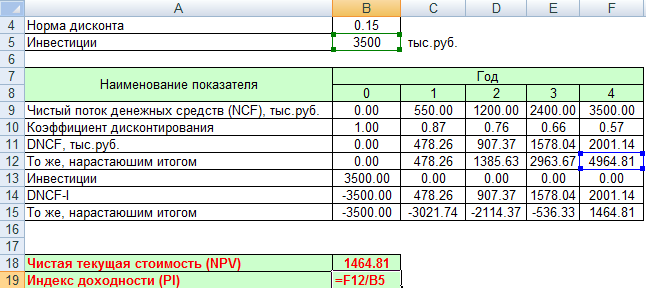 A B C D E F
4 Норма дисконта 0.15
5 Инвестиции 3500 тыс.руб.
6
7 Наименование показателя Год
8 0 1 2 3 4
9 Чистый поток денежных средств (NCF), тыс.руб. 0.00 550.00 1200.00 2400.00 3500.00
10 Коэффициент дисконтирования 1.00 0.87 0.76 0.66 0.57
11 DNCF, тыс.руб. 0.00 478.26 907.37 1578.04 2001.14
12 То же, нарастаюшим итогом 0.00 478.26 1385.63 2963.67 4964.81
13 Инвестиции 3500.00 0.00 0.00 0.00 0.00
14 DNCF-I -3500.00 478.26 907.37 1578.04 2001.14
15 То же, нарастаюшим итогом -3500.00 -3021.74 -2114.37 -536.33 1464.81
16
17
18 Чистая текущая стоимость (NPV) 1464.81
19 Индекс доходности (PI) =F12/B5